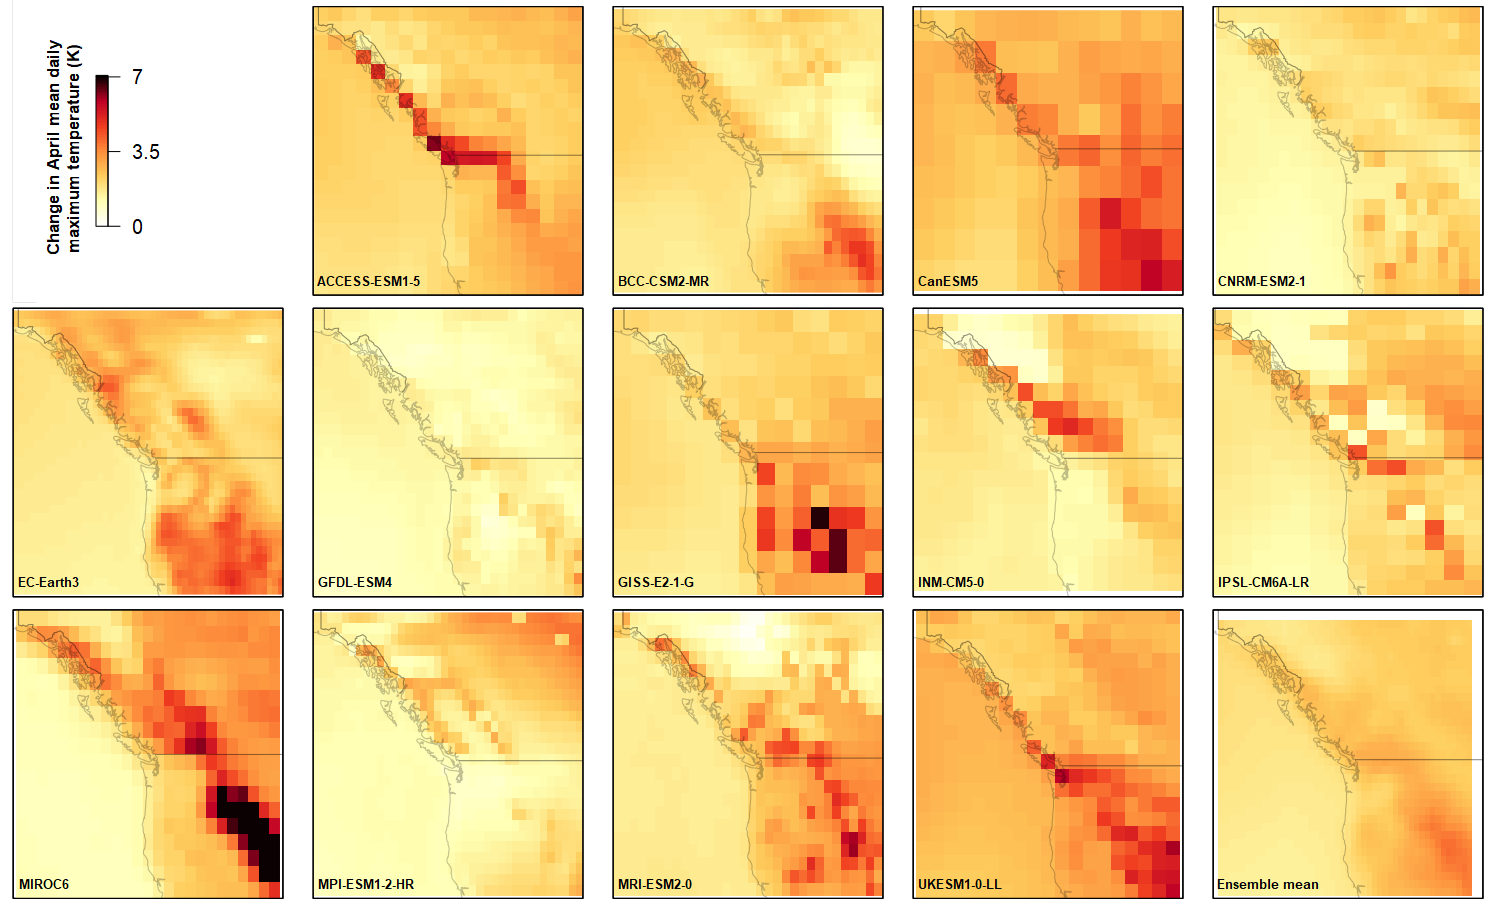 Change in April mean daily
maximum temperature (K)
7
3.5
0
ACCESS-ESM1-5
BCC-CSM2-MR
CanESM5
CNRM-ESM2-1
EC-Earth3
GFDL-ESM4
GISS-E2-1-G
INM-CM5-0
IPSL-CM6A-LR
MIROC6
MPI-ESM1-2-HR
MRI-ESM2-0
UKESM1-0-LL
Ensemble mean